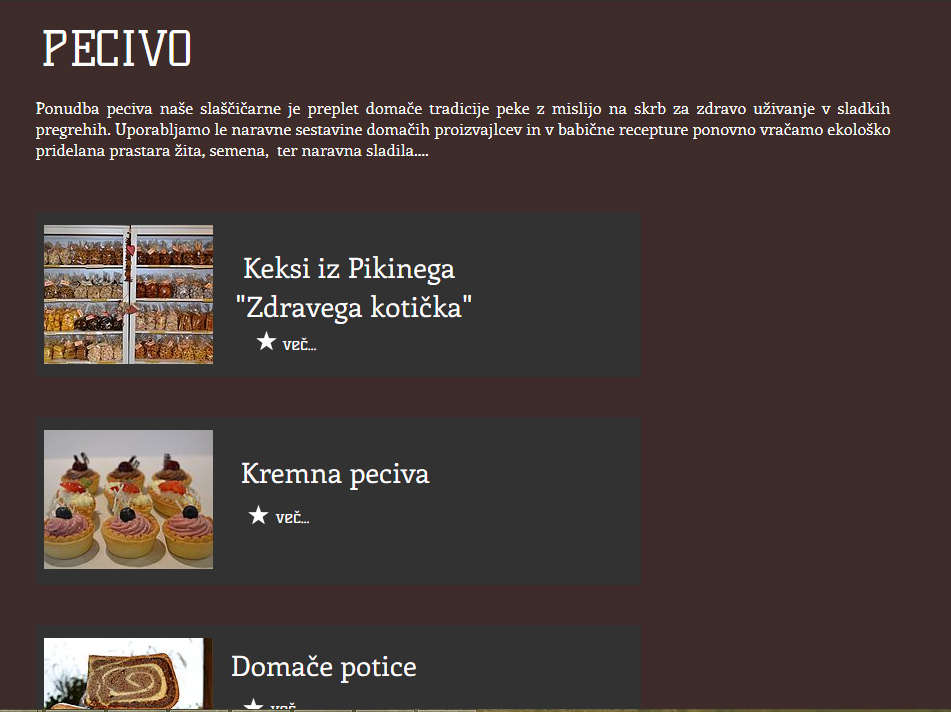 PECIVO
Ponudba peciva naše slaščičarne je preplet domače tradicije peke z mislijo na skrb za zdravo uživanje v sladkih
pregrehih. Uporabljamo le naravne sestavine domačih proizvajlcev in v babične recepture ponovno vračamo ekološko
pridelana prastara žita, semena,  ter naravna sladila....
Keksi iz Pikinega
"Zdravega kotička"
★ več...
Kremna peciva
★ več...
Domače potice
★ več...